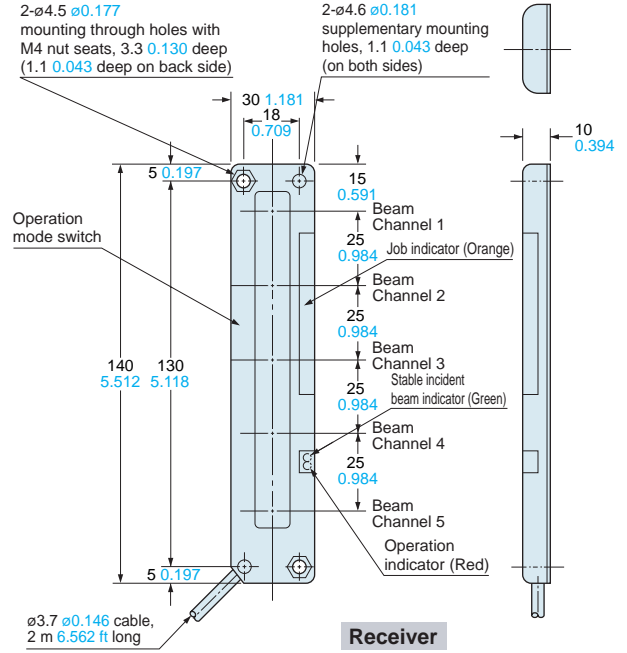 2-ø4.5 ø0.177
mounting through holes with
M4 nut seats, 3.3 0.130 deep
(1.1 0.043 deep on back side)
2-ø4.6 ø0.181
supplementary mounting
holes, 1.1 0.043 deep
(on both sides)
30 1.181
18
0.709
10
0.394
5 0.197
15
0.591
Beam
Channel 1
Operation
mode switch
25
0.984
Job indicator (Orange)
Beam
Channel 2
25
0.984
140
5.512
130
5.118
Beam
Channel 3
25
0.984
Stable incident
beam indicator (Green)
Beam
Channel 4
25
0.984
Beam
Channel 5
Operation
indicator (Red)
5 0.197
ø3.7 ø0.146 cable,
2 m 6.562 ft long
Receiver